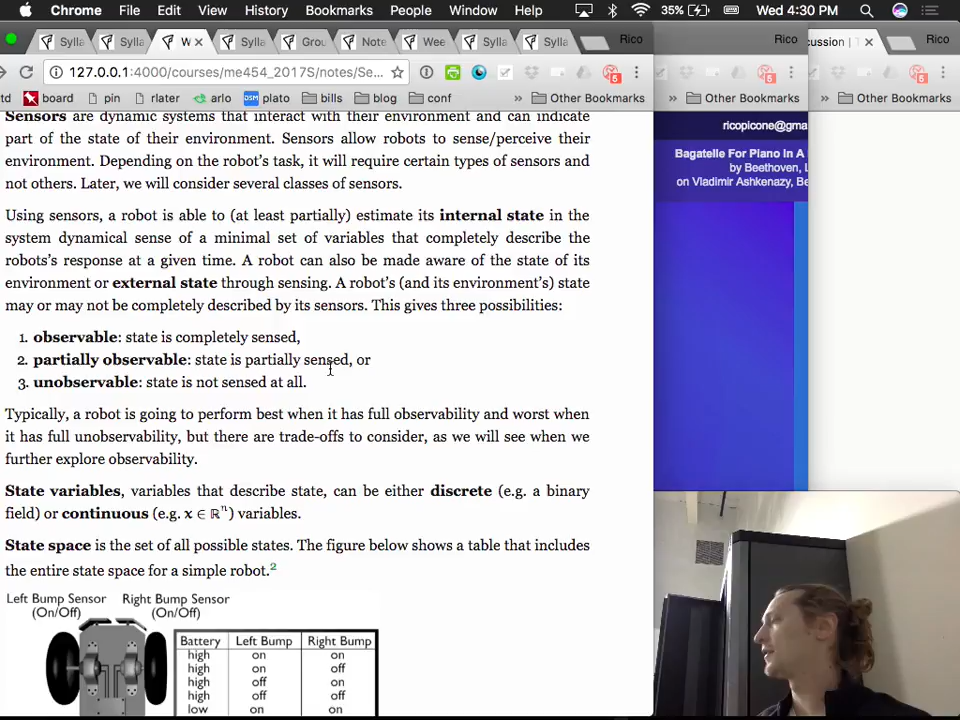 Chrome File Edit View History Bookmarks People Window Help 35% Wed 4:30 PM
Sylla Sylla W Sylla Grou Note Wee Sylla Sylla Rico Rico cussion | T Rico
127.0.0.1:4000/courses/me454_2017S/notes/Se...
td board pin rlater arlo DSM plato bills blog conf » Other Bookmarks » Other Bookmarks » Other Bookmarks
ricopicone@gma
Bagatelle For Piano in A
by Beethoven, L
on Vladimir Ashkenazy, Be
Sensors are dynamic systems that interact with their environment and can indicate
part of the state of their environment. Sensors allow robots to sense/perceive their
environment. Depending on the robot's task, it will require certain types of sensors and
not others. Later, we will consider several classes of sensors.
Using sensors, a robot is able to (at least partially) estimate its internal state in the
system dynamical sense of a minimal set of variables that completely describe the
robots's response at a given time. A robot can also be made aware of the state of its
environment or external state through sensing. A robot's (and its environment's) state
may or may not be completely described by its sensors. This gives three possibilities:
1. observable: state is completely sensed,
2. partially observable: state is partially sensed, or
3. unobservable: state is not sensed at all.
Typically, a robot is going to perform best when it has full observability and worst when
it has full unobservability, but there are trade-offs to consider, as we will see when we
further explore observability.
State variables, variables that describe state, can be either discrete (e.g. a binary
field) or continuous (e.g. x ∈ ℝⁿ) variables.
State space is the set of all possible states. The figure below shows a table that includes
the entire state space for a simple robot.2
Left Bump Sensor Right Bump Sensor
(On/Off) (On/Off)
Battery Left Bump Right Bump
high on on
high on off
high off on
high off off
low on on